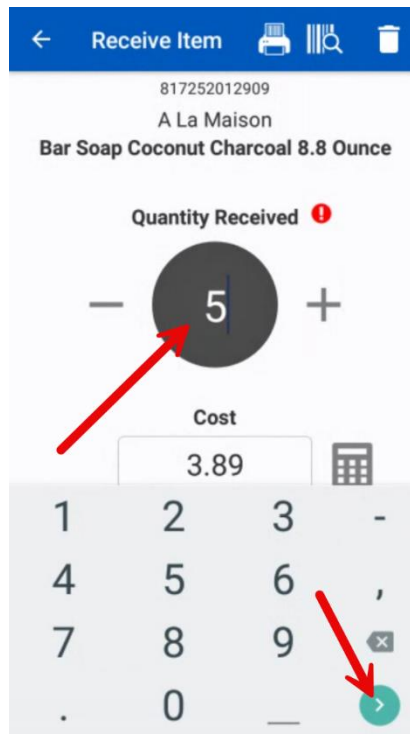 Receive Item
817252012909
A La Maison
Bar Soap Coconut Charcoal 8.8 Ounce
Quantity Received
− 5 +
Cost
3.89
1 2 3 -
4 5 6 ,
7 8 9
. 0 _